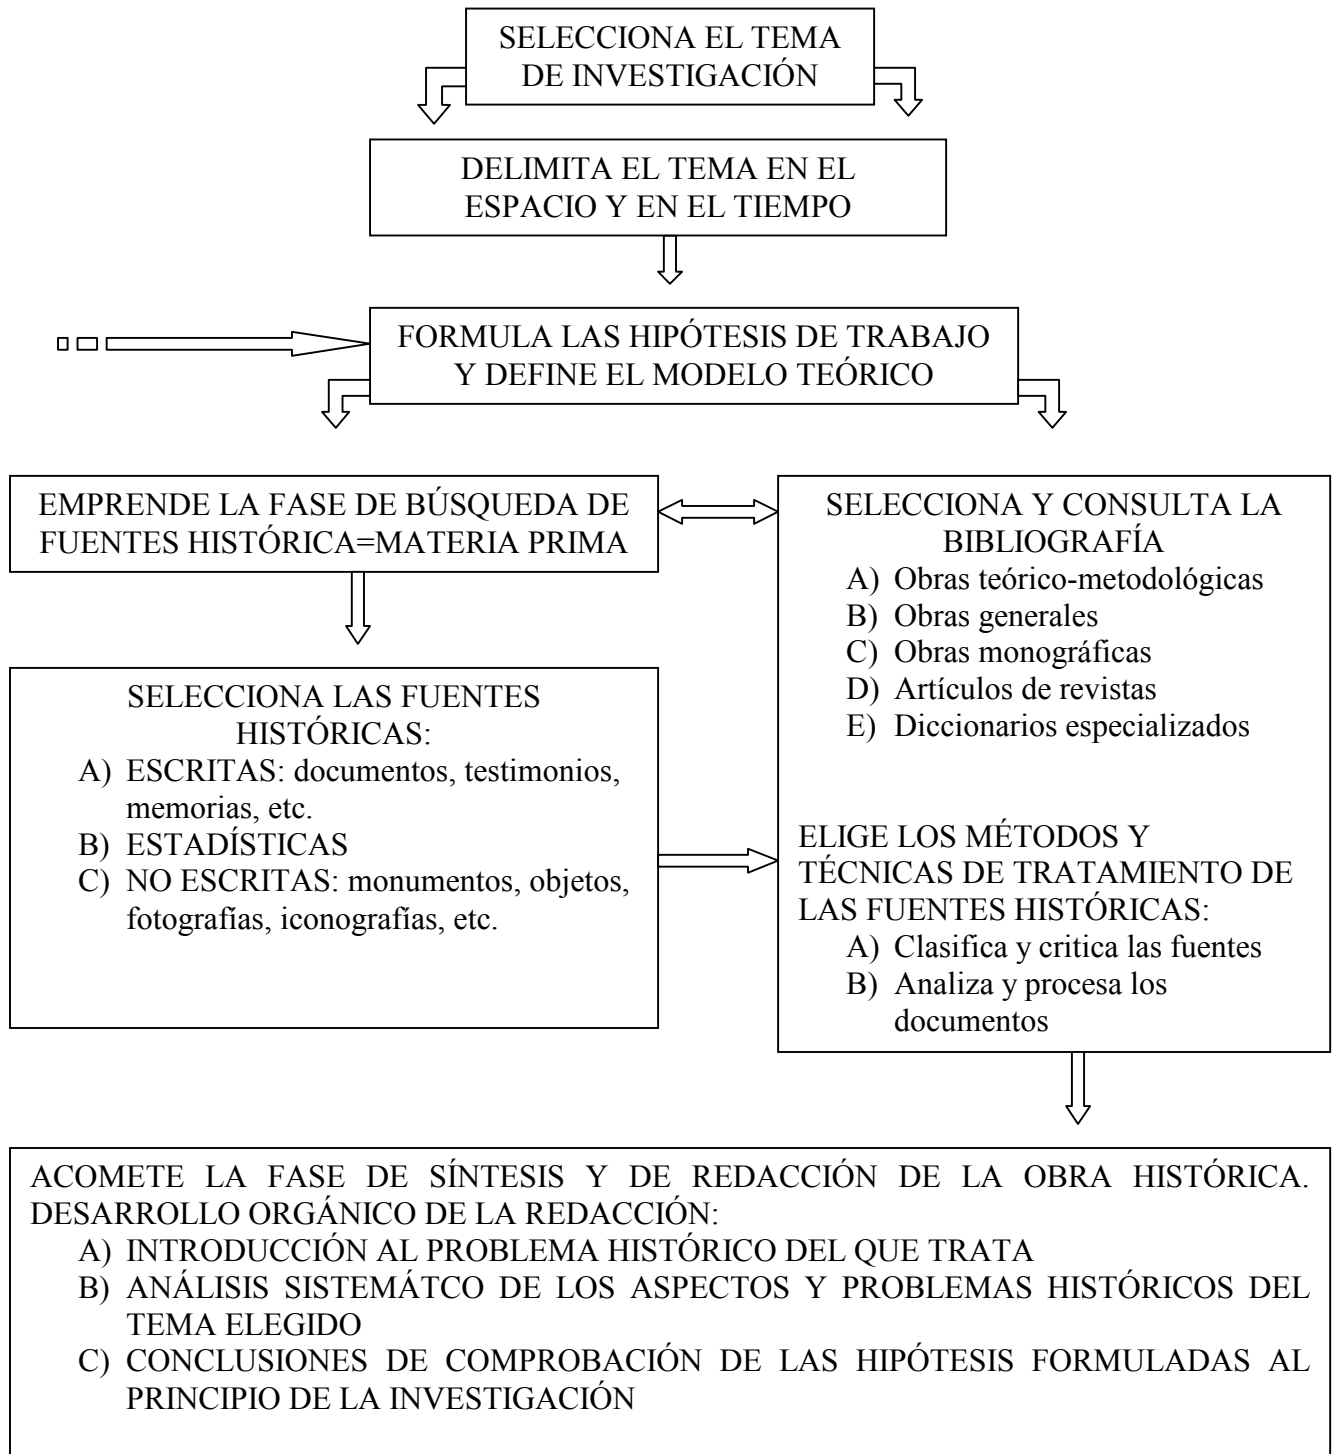 SELECCIONA EL TEMA
DE INVESTIGACIÓN
DELIMITA EL TEMA EN EL
ESPACIO Y EN EL TIEMPO
FORMULA LAS HIPÓTESIS DE TRABAJO
Y DEFINE EL MODELO TEÓRICO
EMPRENDE LA FASE DE BÚSQUEDA DE
FUENTES HISTÓRICA=MATERIA PRIMA
SELECCIONA LAS FUENTES
HISTÓRICAS:
A) ESCRITAS: documentos, testimonios,
memorias, etc.
B) ESTADÍSTICAS
C) NO ESCRITAS: monumentos, objetos,
fotografías, iconografías, etc.
SELECCIONA Y CONSULTA LA
BIBLIOGRAFÍA
A) Obras teórico-metodológicas
B) Obras generales
C) Obras monográficas
D) Artículos de revistas
E) Diccionarios especializados
ELIGE LOS MÉTODOS Y
TÉCNICAS DE TRATAMIENTO DE
LAS FUENTES HISTÓRICAS:
A) Clasifica y critica las fuentes
B) Analiza y procesa los
documentos
ACOMETE LA FASE DE SÍNTESIS Y DE REDACCIÓN DE LA OBRA HISTÓRICA.
DESARROLLO ORGÁNICO DE LA REDACCIÓN:
A) INTRODUCCIÓN AL PROBLEMA HISTÓRICO DEL QUE TRATA
B) ANÁLISIS SISTEMÁTCO DE LOS ASPECTOS Y PROBLEMAS HISTÓRICOS DEL
TEMA ELEGIDO
C) CONCLUSIONES DE COMPROBACIÓN DE LAS HIPÓTESIS FORMULADAS AL
PRINCIPIO DE LA INVESTIGACIÓN